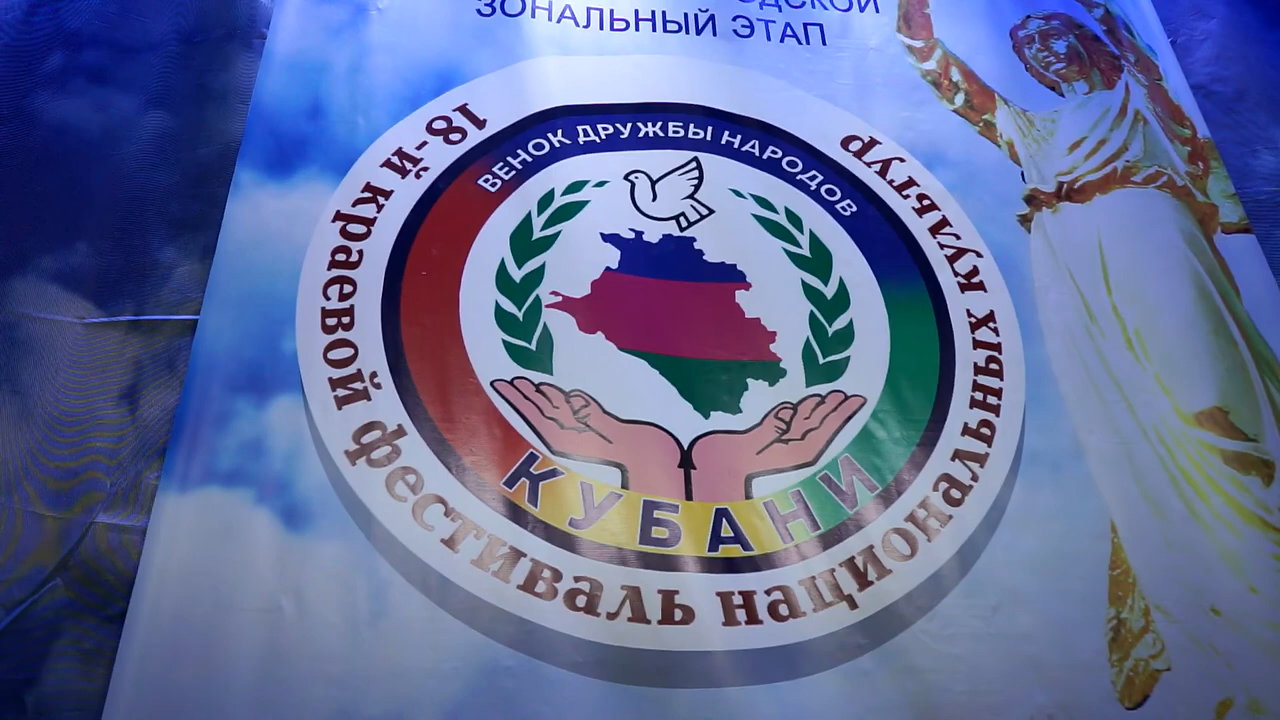 ЗОНАЛЬНЫЙ ЭТАП
18-й краевой фестиваль национальных культур
ВЕНОК ДРУЖБЫ НАРОДОВ
КУБАНИ